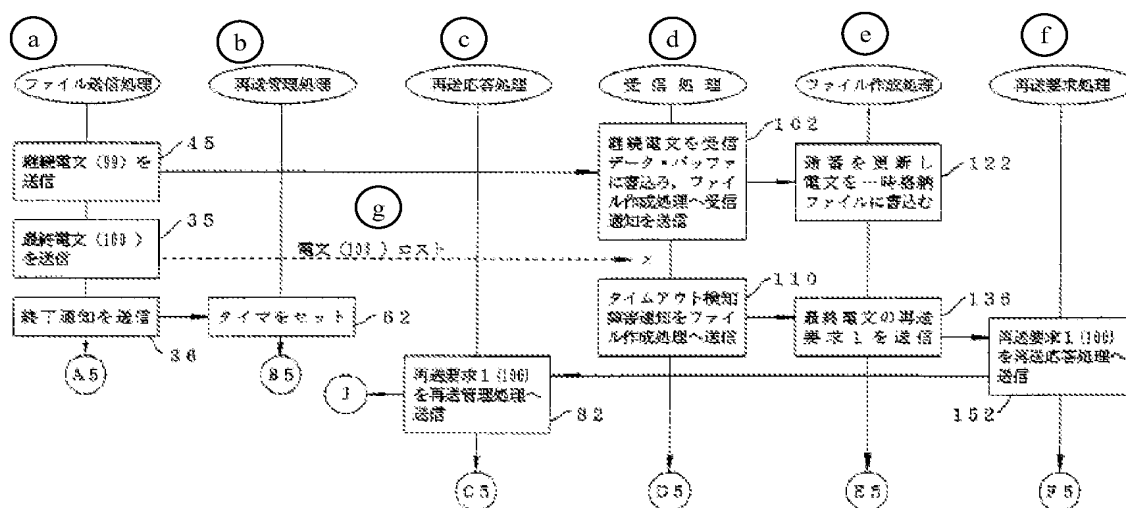 a
b
c
d
e
f
ファイル送信処理
再送管理処理
再送応答処理
受信処理
ファイル作成処理
再送要求処理
45
継続電文(99)を
送信
102
継続電文を受信
データ・バッファ
に書込み,ファイ
ル作成処理へ受信
通知を送信
122
連番を更新し
電文を一時格納
ファイルに書込む
35
最終電文(100)
を送信
g
電文(100)ロスト
×
36
終了通知を送信
62
タイマをセット
110
タイムアウト検知
障害通知をファイ
ル作成処理へ送信
136
最終電文の再送
要求1を送信
152
再送要求1(100)
を再送応答処理へ
送信
82
再送要求1(100)
を再送管理処理へ
送信
J
A5
B5
C5
D5
E5
F5